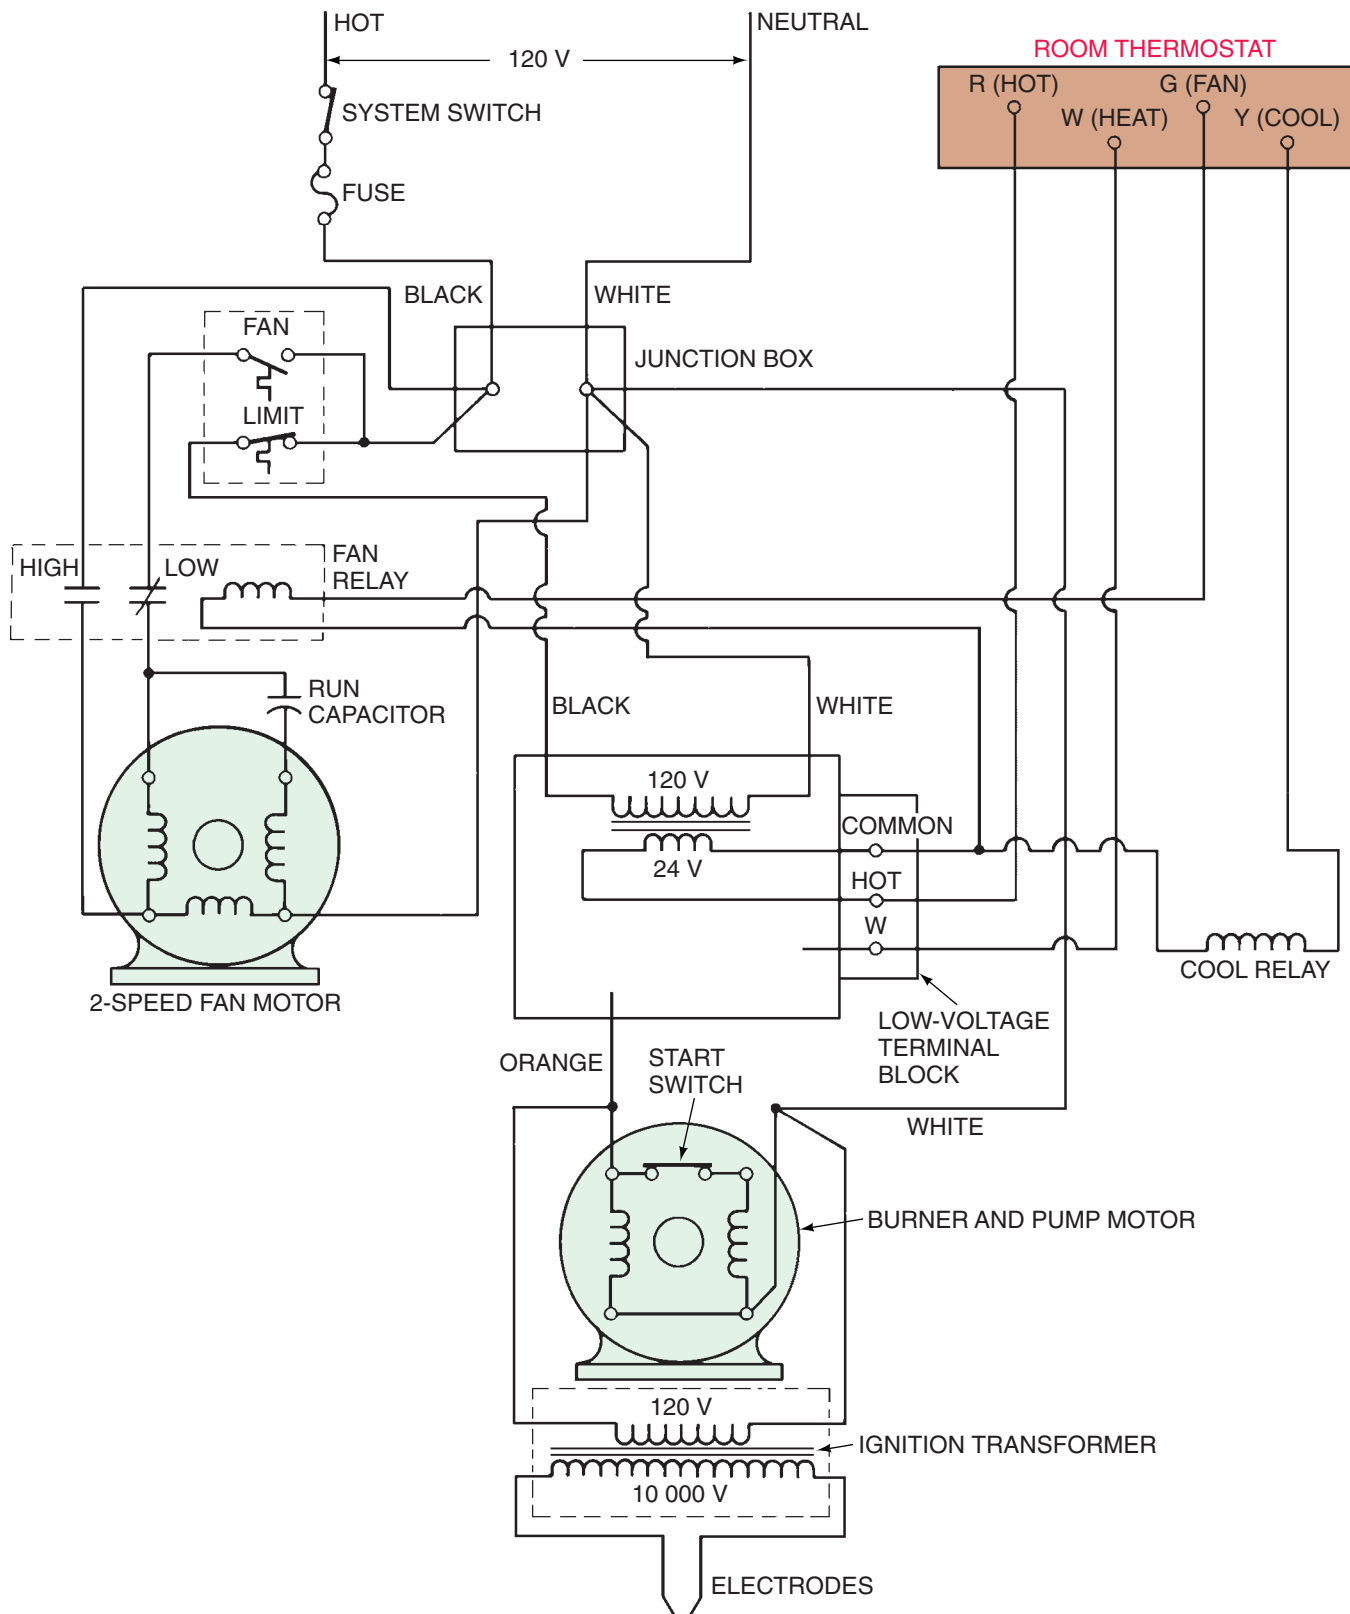 HOT
NEUTRAL
120 V
ROOM THERMOSTAT
R (HOT)
G (FAN)
W (HEAT)
Y (COOL)
SYSTEM SWITCH
FUSE
BLACK
WHITE
FAN
JUNCTION BOX
LIMIT
HIGH
LOW
FAN
RELAY
RUN
CAPACITOR
BLACK
WHITE
120 V
COMMON
24 V
HOT
W
COOL RELAY
2-SPEED FAN MOTOR
LOW-VOLTAGE
TERMINAL
BLOCK
ORANGE
START
SWITCH
WHITE
BURNER AND PUMP MOTOR
120 V
IGNITION TRANSFORMER
10 000 V
ELECTRODES